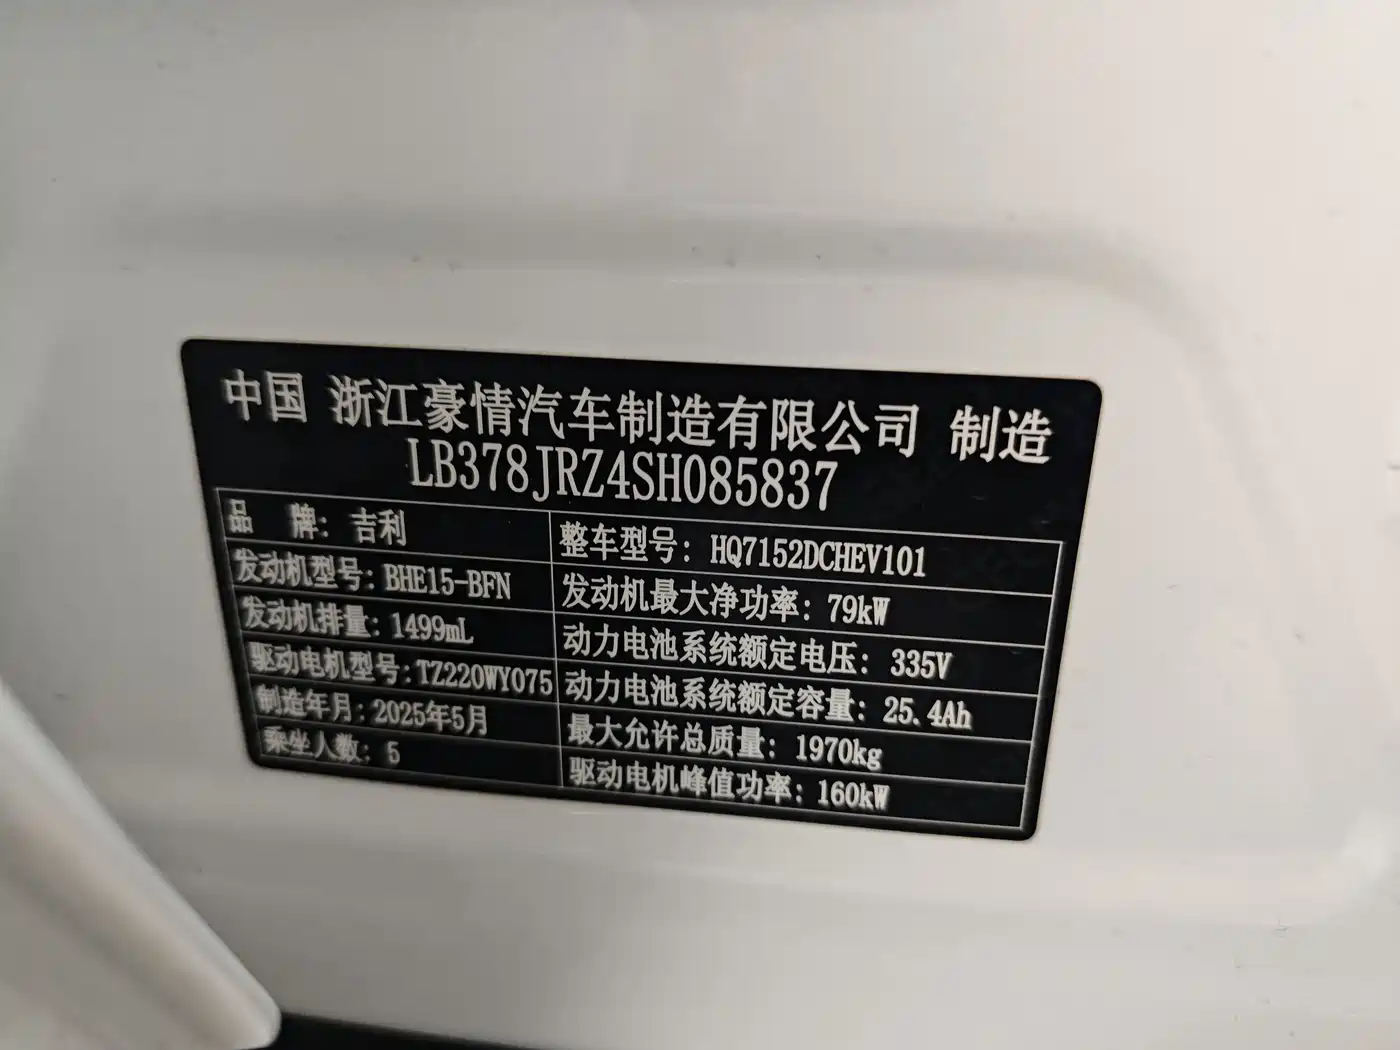 中国 浙江豪情汽车制造有限公司 制造
LB378JRZ4SH085837
品 牌: 吉利 整车型号: HQ7152DCHEV101
发动机型号: BHE15-BFN 发动机最大净功率: 79kW
发动机排量: 1499mL 动力电池系统额定电压: 335V
驱动电机型号: TZ220WY075 动力电池系统额定容量: 25.4Ah
制造年月: 2025年5月 最大允许总质量: 1970kg
乘坐人数: 5 驱动电机峰值功率: 160kW